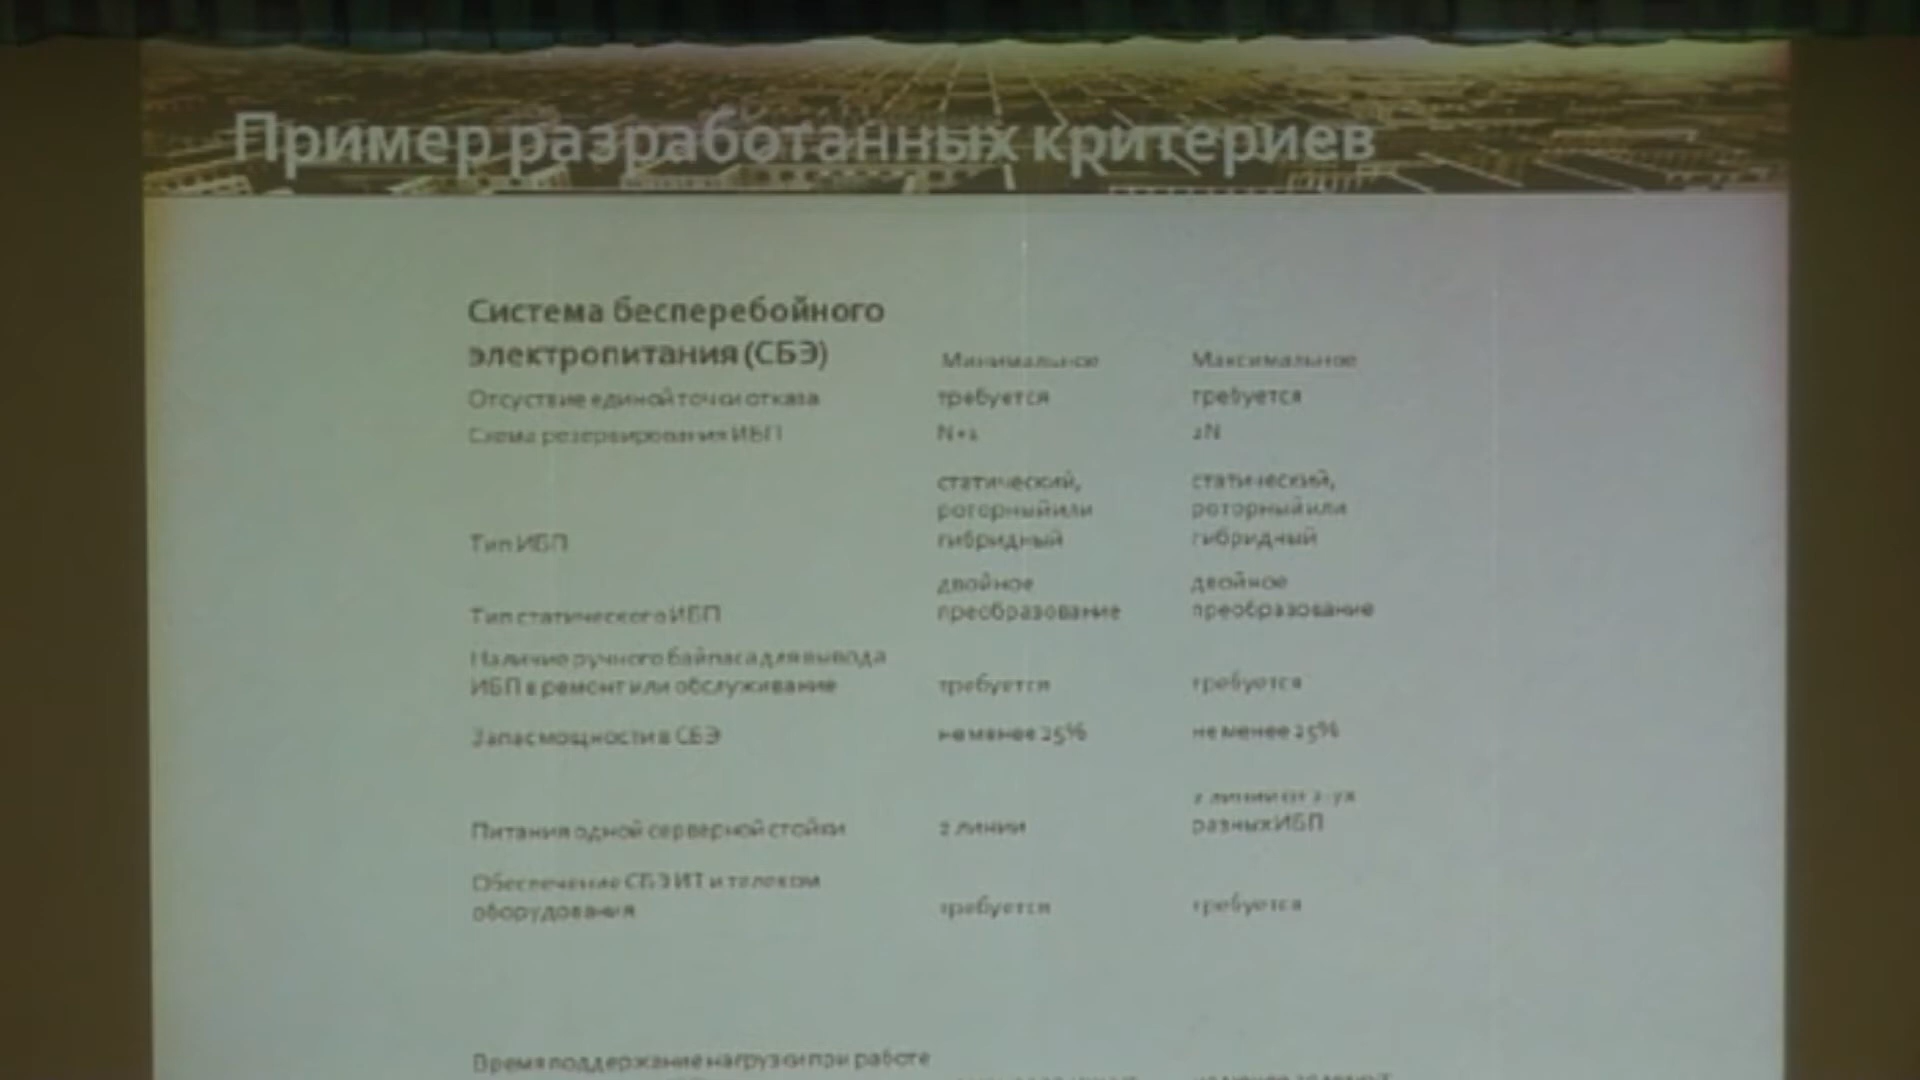 Пример разработанных критериев
Система бесперебойного
электропитания (СБЭ) Минимальное Максимальное
Отсуствие единой точки отказа требуется требуется
Схема резервирования ИБП N+1 2N
статический, статический,
роторный или роторный или
Тип ИБП гибридный гибридный
двойное двойное
Тип статического ИБП преобразование преобразование
Наличие ручного байпаса для вывода
ИБП в ремонт или обслуживание требуется требуется
Запас мощности в СБЭ не менее 25% не менее 25%
2 линии от 2-ух
Питания одной серверной стойки 2 линии разных ИБП
Обеспечение СБЭ ИТ и телеком
оборудования требуется требуется
Время поддержание нагрузки при работе